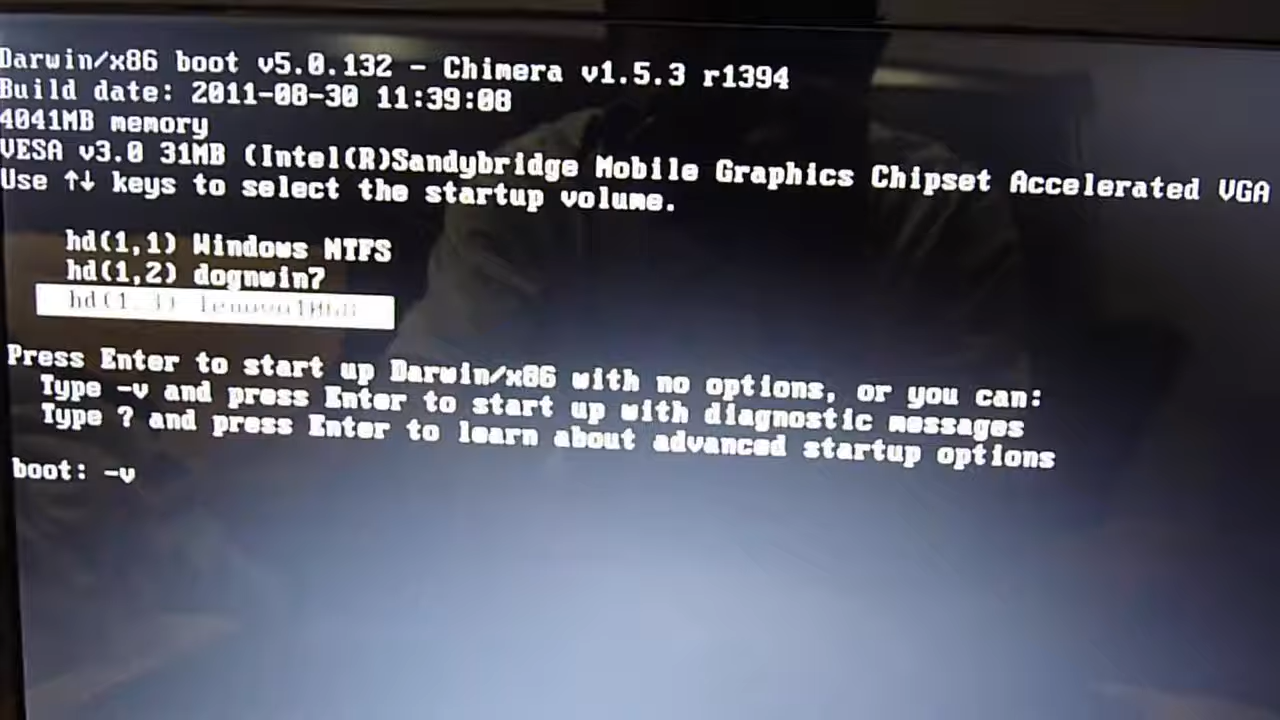 Darwin/x86 boot v5.0.132 - Chimera v1.5.3 r1394
Build date: 2011-08-30 11:39:08
4041MB memory
VESA v3.0 31MB (Intel(R)Sandybridge Mobile Graphics Chipset Accelerated VGA
Use ↑↓ keys to select the startup volume.
hd(1,1) Windows NTFS
hd(1,2) dognwin7
hd(1,3)
Press Enter to start up Darwin/x86 with no options, or you can:
Type -v and press Enter to start up with diagnostic messages
Type ? and press Enter to learn about advanced startup options
boot: -v